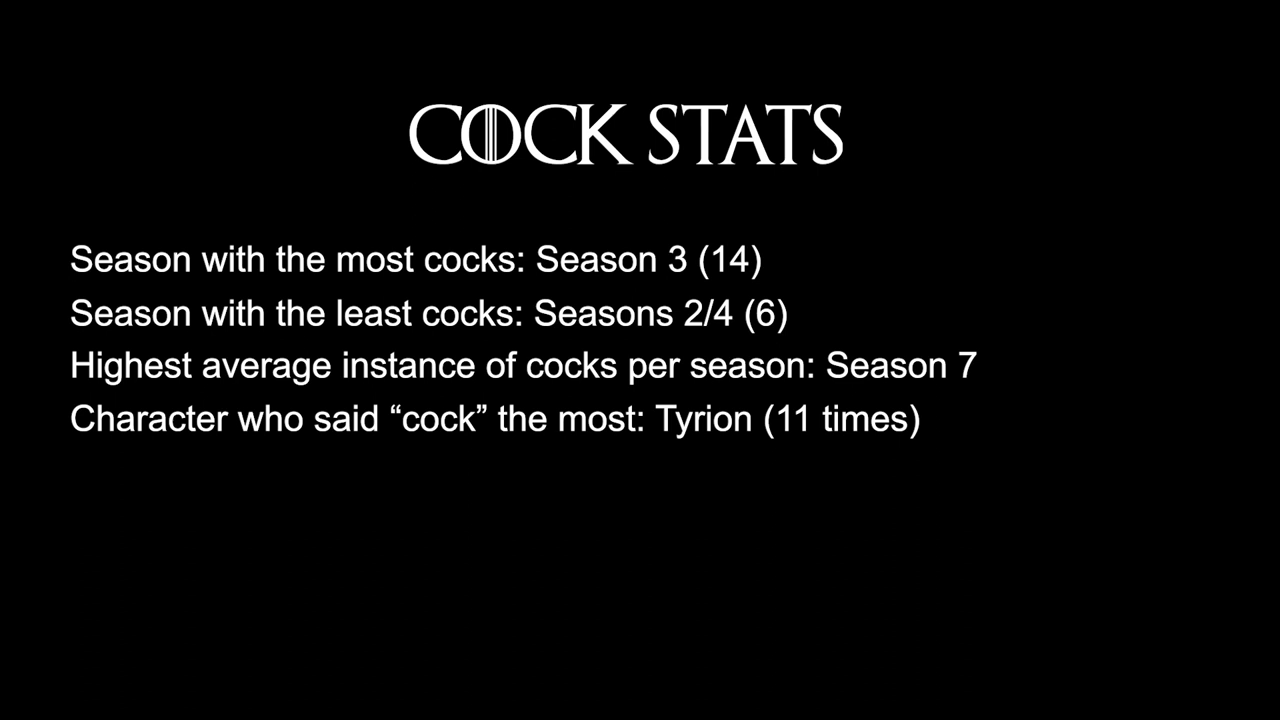 COCK STATS
Season with the most cocks: Season 3 (14)
Season with the least cocks: Seasons 2/4 (6)
Highest average instance of cocks per season: Season 7
Character who said “cock” the most: Tyrion (11 times)